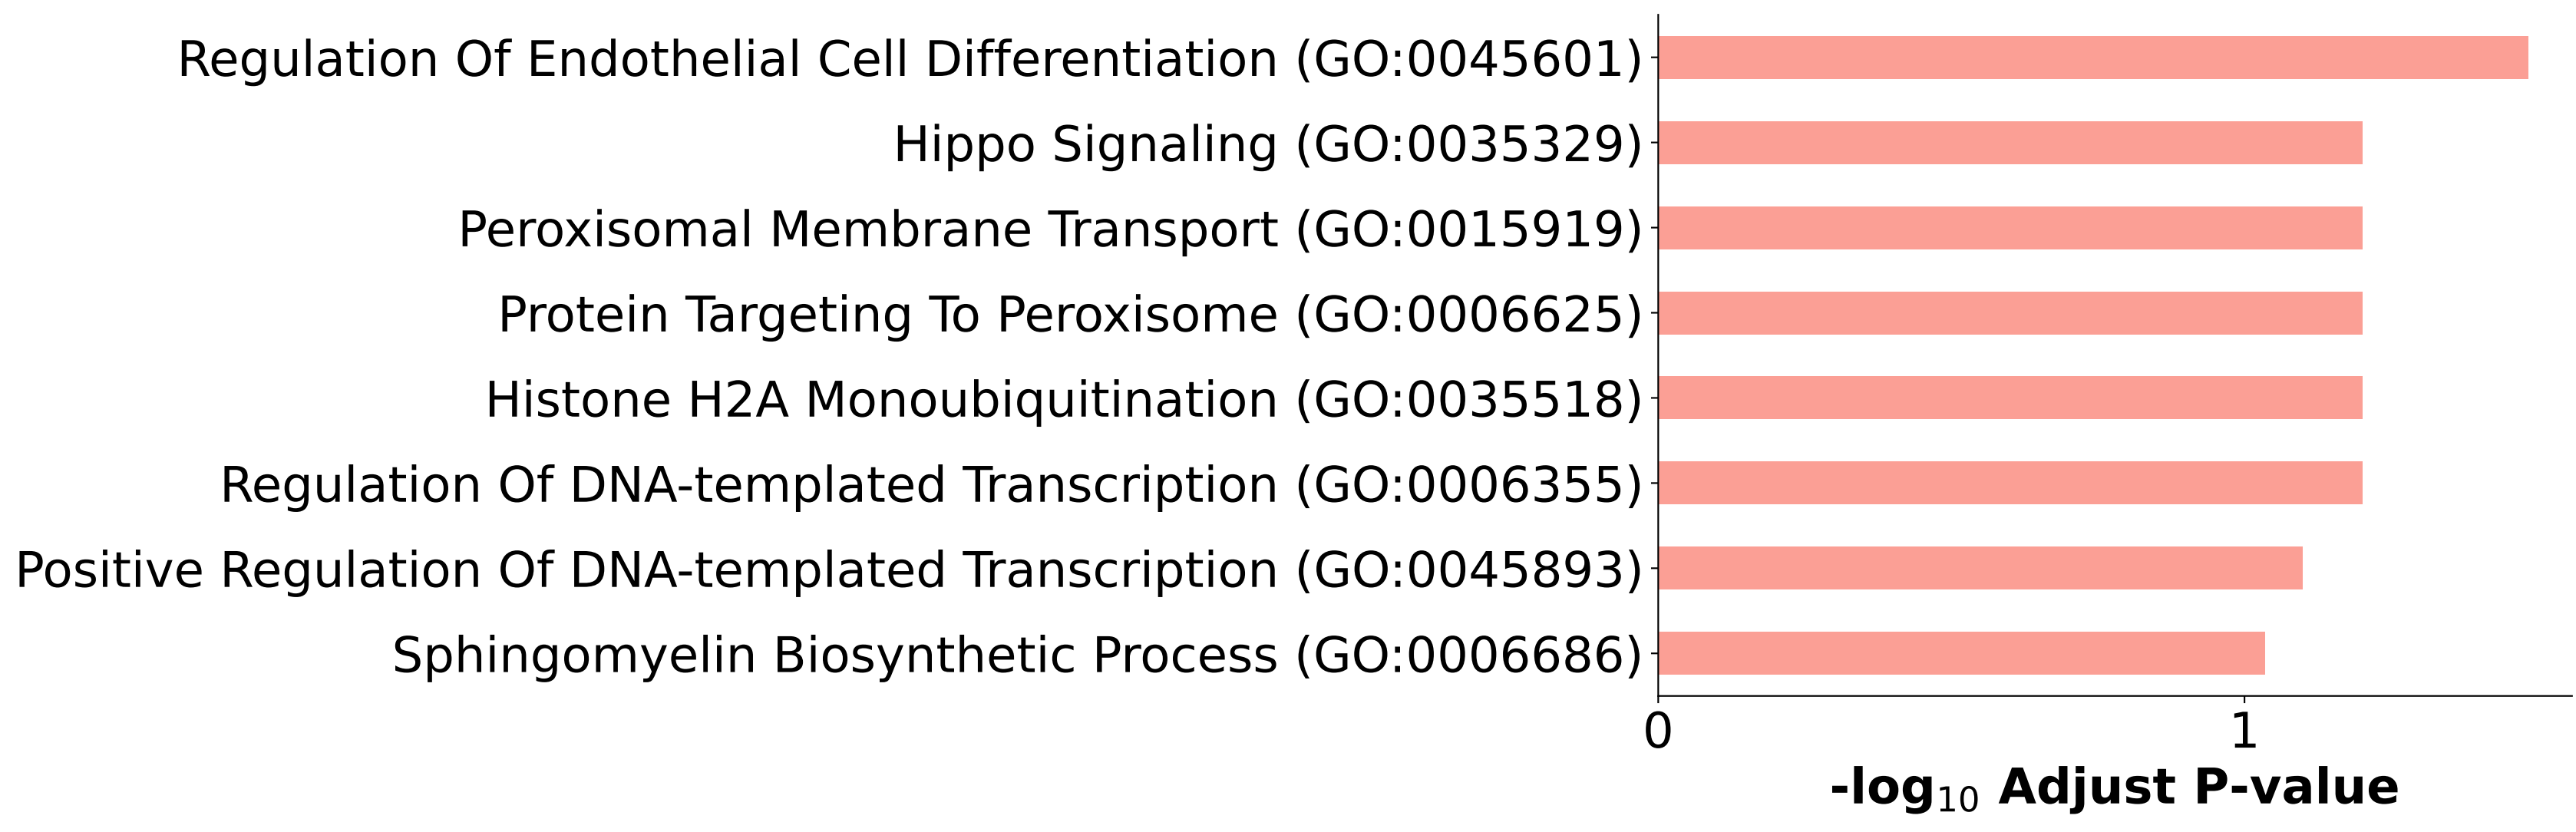 Regulation Of Endothelial Cell Differentiation (GO:0045601)
Hippo Signaling (GO:0035329)
Peroxisomal Membrane Transport (GO:0015919)
Protein Targeting To Peroxisome (GO:0006625)
Histone H2A Monoubiquitination (GO:0035518)
Regulation Of DNA-templated Transcription (GO:0006355)
Positive Regulation Of DNA-templated Transcription (GO:0045893)
Sphingomyelin Biosynthetic Process (GO:0006686)
0 1
-log₁₀ Adjust P-value